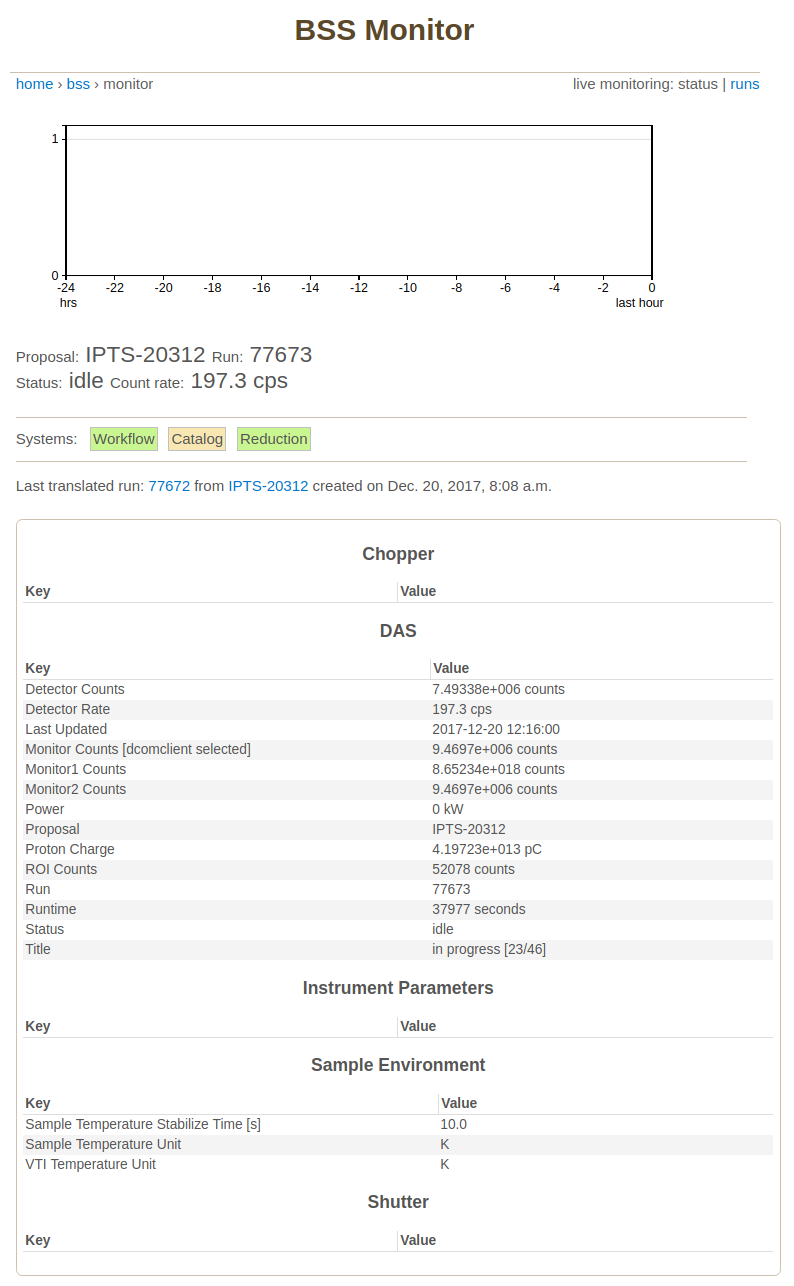 BSS Monitor
home › bss › monitor live monitoring: status | runs
1
0
-24 -22 -20 -18 -16 -14 -12 -10 -8 -6 -4 -2 0
hrs last hour
Proposal: IPTS-20312 Run: 77673
Status: idle Count rate: 197.3 cps
Systems: Workflow Catalog Reduction
Last translated run: 77672 from IPTS-20312 created on Dec. 20, 2017, 8:08 a.m.
Chopper
Key Value
DAS
Key Value
Detector Counts 7.49338e+006 counts
Detector Rate 197.3 cps
Last Updated 2017-12-20 12:16:00
Monitor Counts [dcomclient selected] 9.4697e+006 counts
Monitor1 Counts 8.65234e+018 counts
Monitor2 Counts 9.4697e+006 counts
Power 0 kW
Proposal IPTS-20312
Proton Charge 4.19723e+013 pC
ROI Counts 52078 counts
Run 77673
Runtime 37977 seconds
Status idle
Title in progress [23/46]
Instrument Parameters
Key Value
Sample Environment
Key Value
Sample Temperature Stabilize Time [s] 10.0
Sample Temperature Unit K
VTI Temperature Unit K
Shutter
Key Value